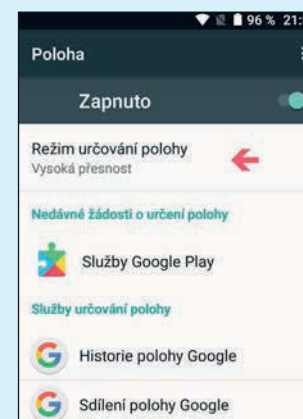 96 % 21:
Poloha
Zapnuto
Režim určování polohy
Vysoká přesnost
Nedávné žádosti o určení polohy
Služby Google Play
Služby určování polohy
Historie polohy Google
Sdílení polohy Google